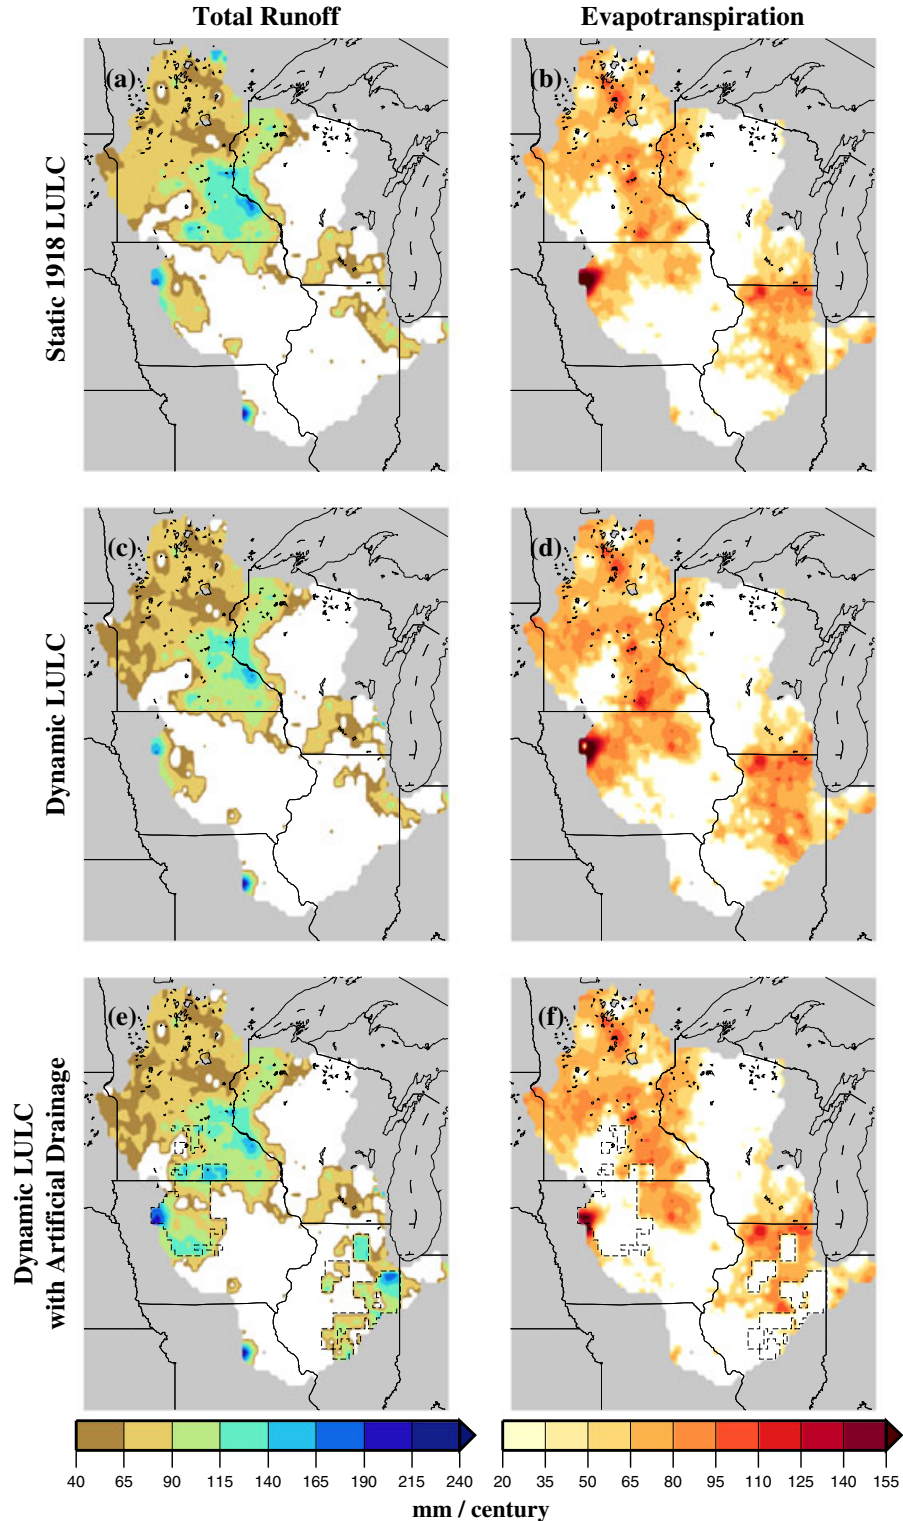 Total Runoff
Evapotranspiration
Static 1918 LULC
(a)
(b)
Dynamic LULC
(c)
(d)
Dynamic LULC
with Artificial Drainage
(e)
(f)
40 65 90 115 140 165 190 215 240
20 35 50 65 80 95 110 125 140 155
mm / century